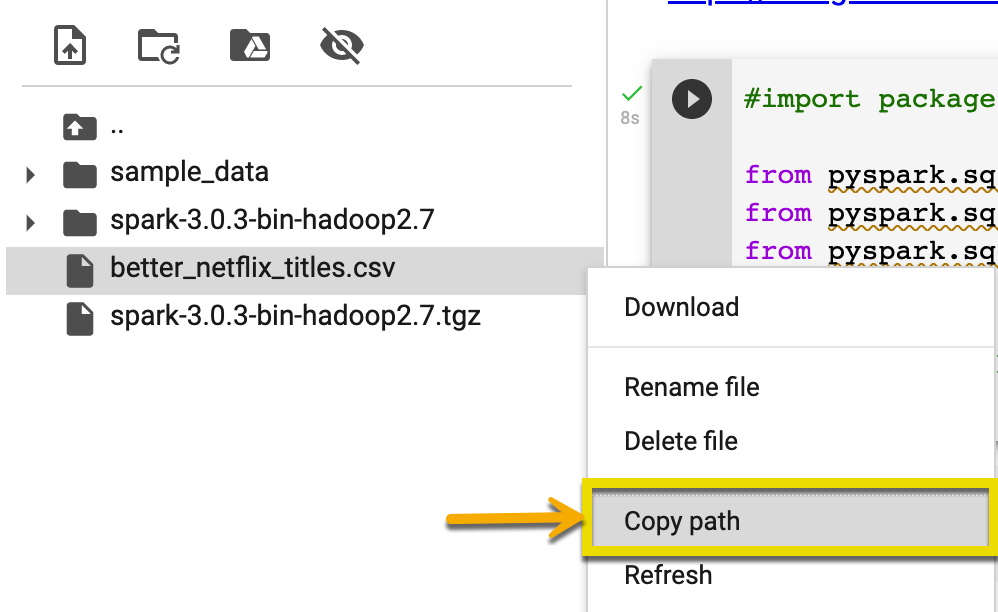 ..
sample_data
spark-3.0.3-bin-hadoop2.7
better_netflix_titles.csv
spark-3.0.3-bin-hadoop2.7.tgz
8s
#import package
from pyspark.sq
from pyspark.sq
from pyspark.sq
Download
Rename file
Delete file
Copy path
Refresh